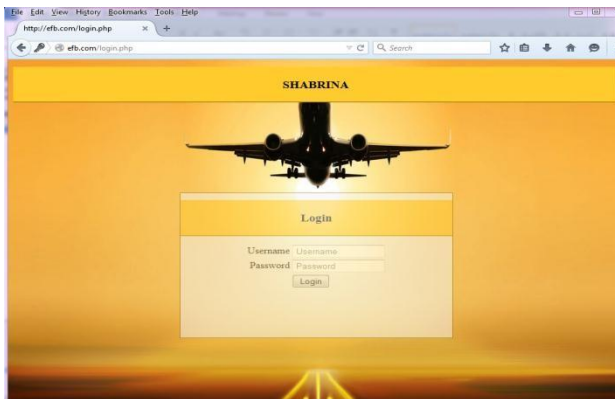 File Edit View History Bookmarks Tools Help
http://efb.com/login.php × +
efb.com/login.php Search
SHABRINA
Login
Username Username.
Password Password
Login